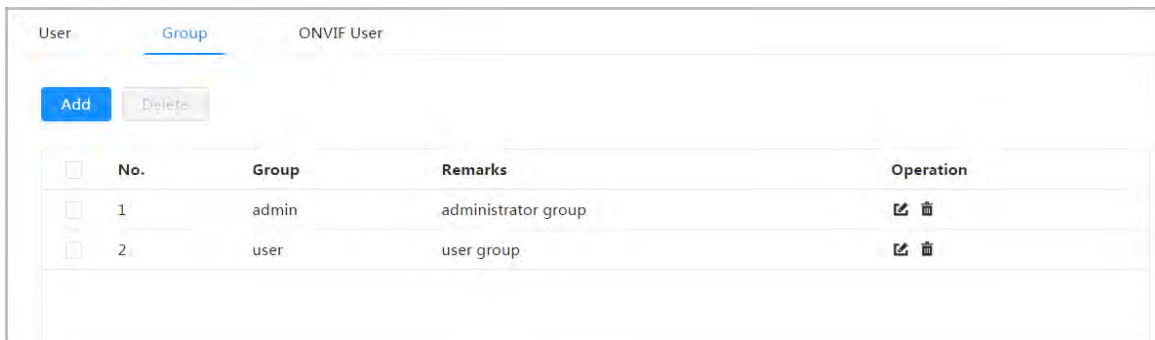 User Group ONVIF User
Add Delete
No. Group Remarks Operation
1 admin administrator group
2 user user group